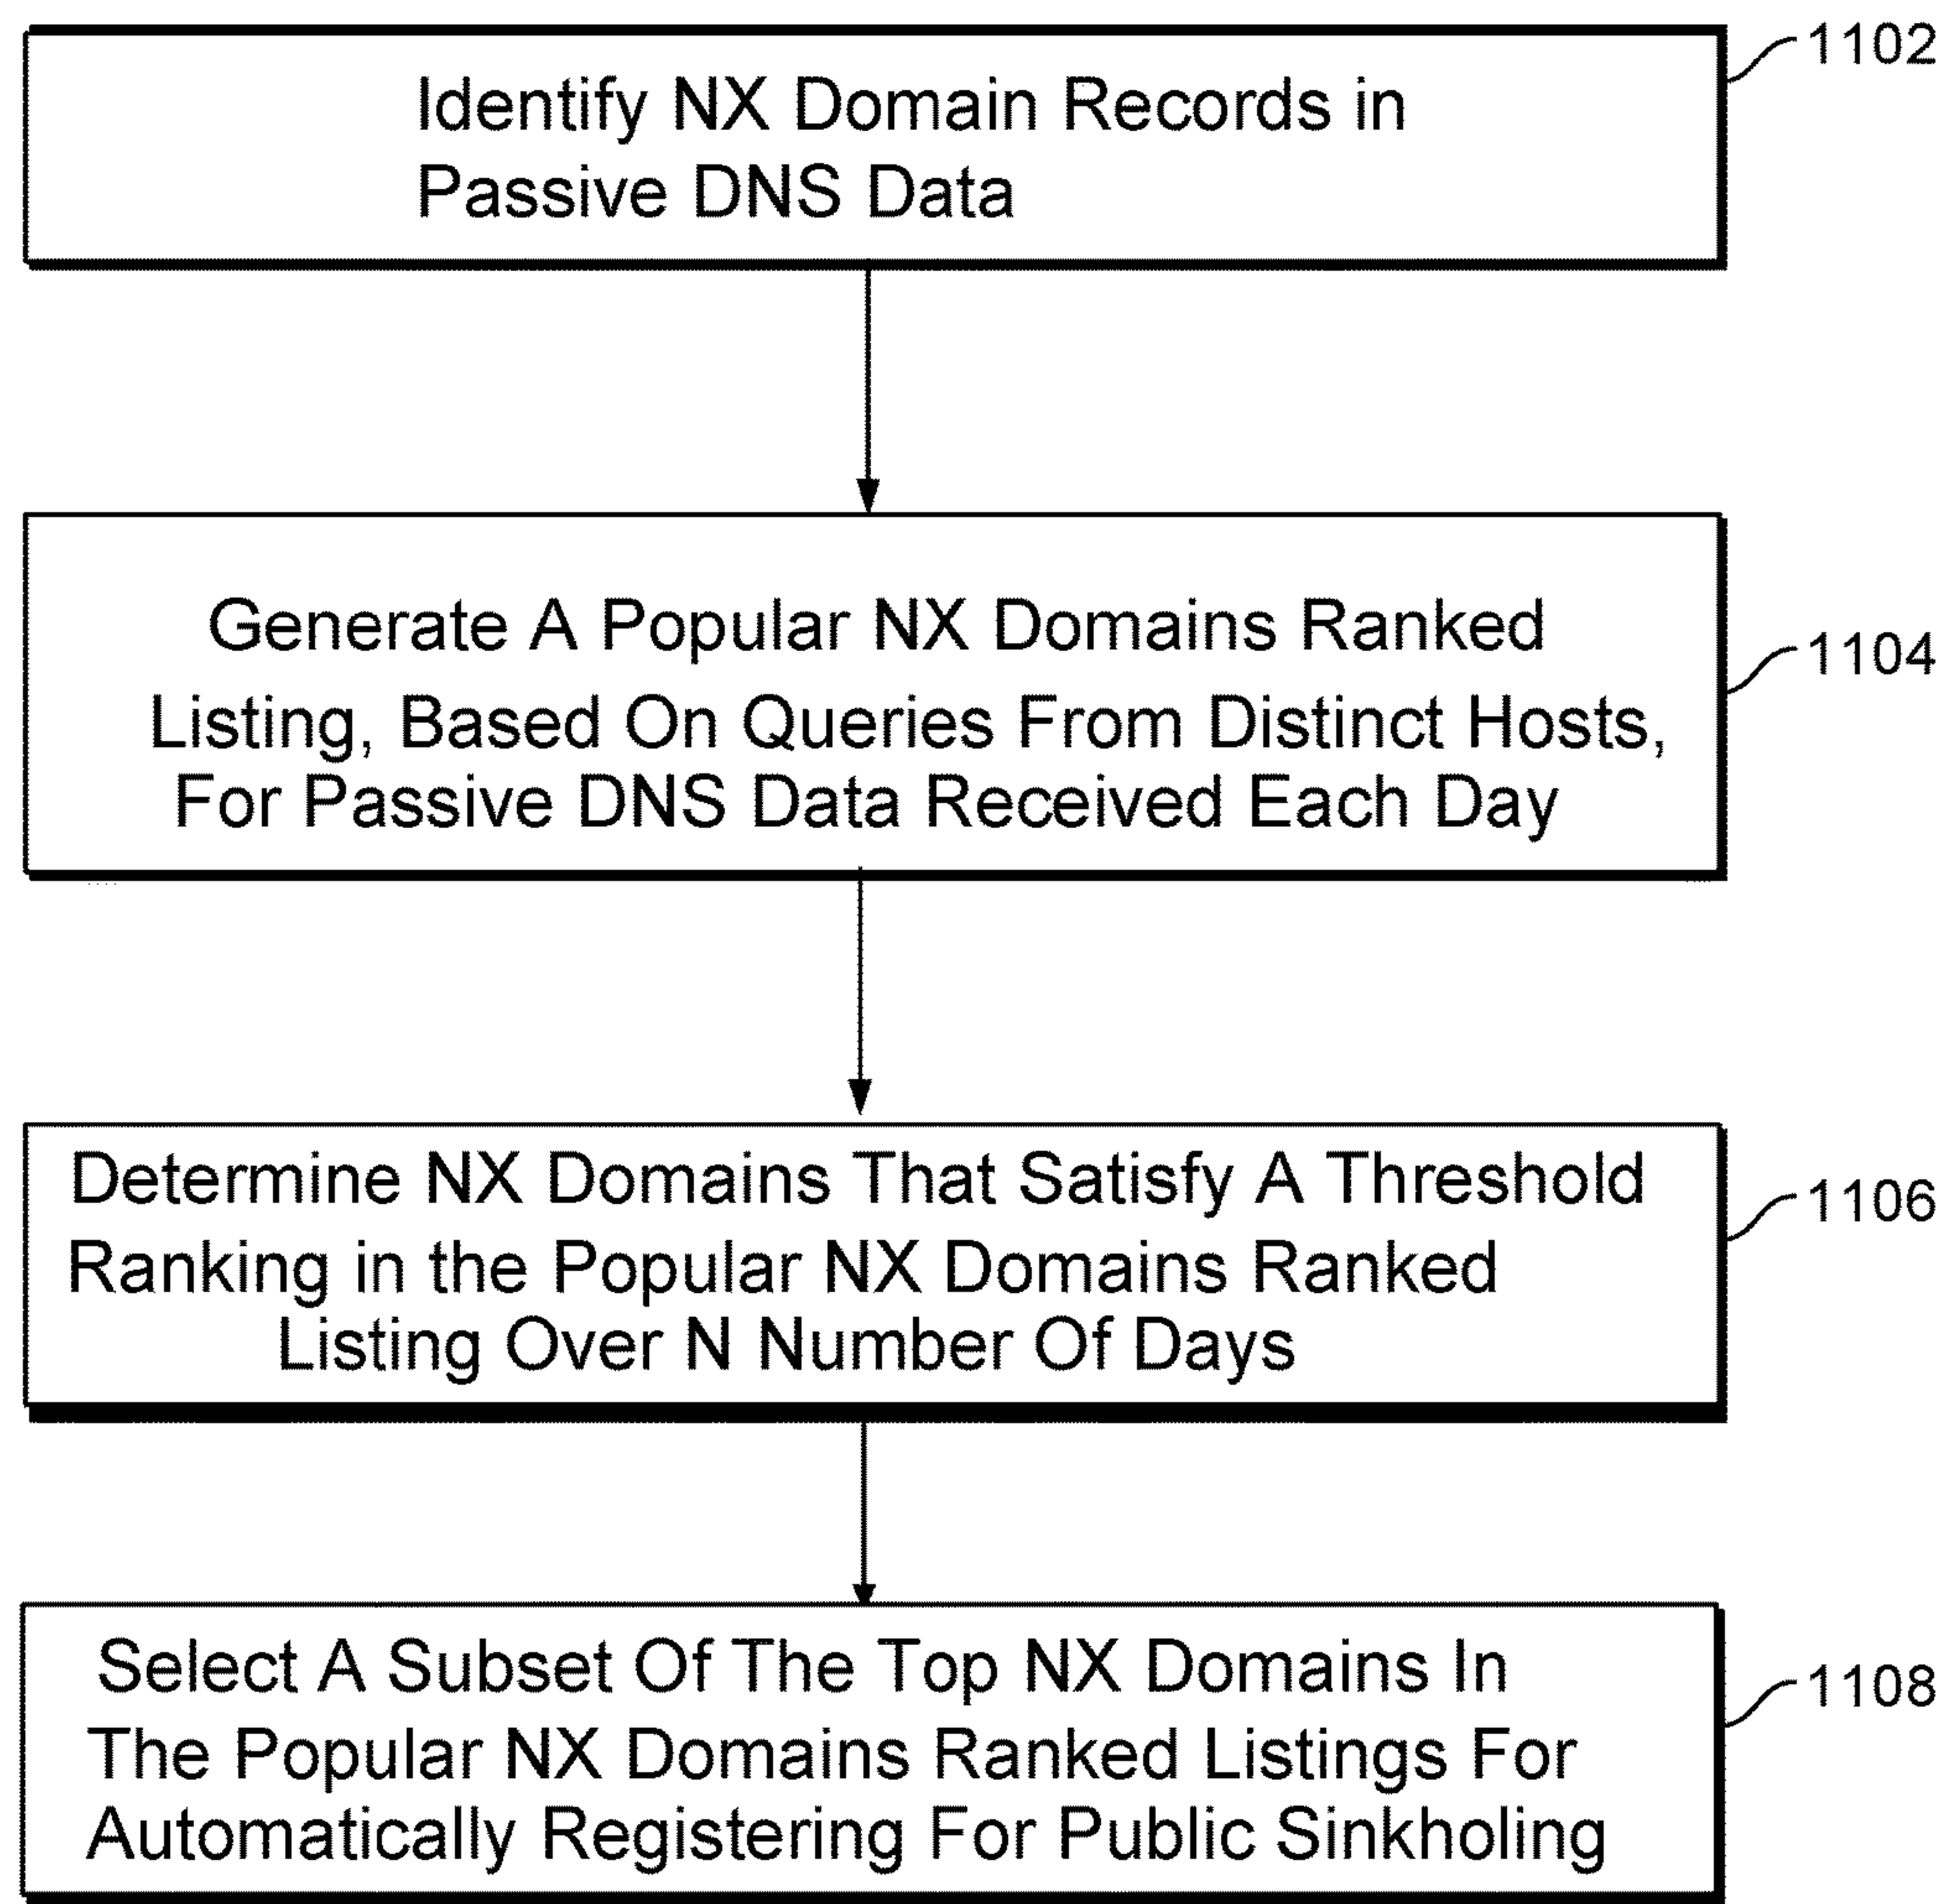 1102
Identify NX Domain Records in
Passive DNS Data
Generate A Popular NX Domains Ranked
1104
Listing, Based On Queries From Distinct Hosts,
For Passive DNS Data Received Each Day
Determine NX Domains That Satisfy A Threshold
1106
Ranking in the Popular NX Domains Ranked
Listing Over N Number Of Days
Select A Subset Of The Top NX Domains In
1108
The Popular NX Domains Ranked Listings For
Automatically Registering For Public Sinkholing